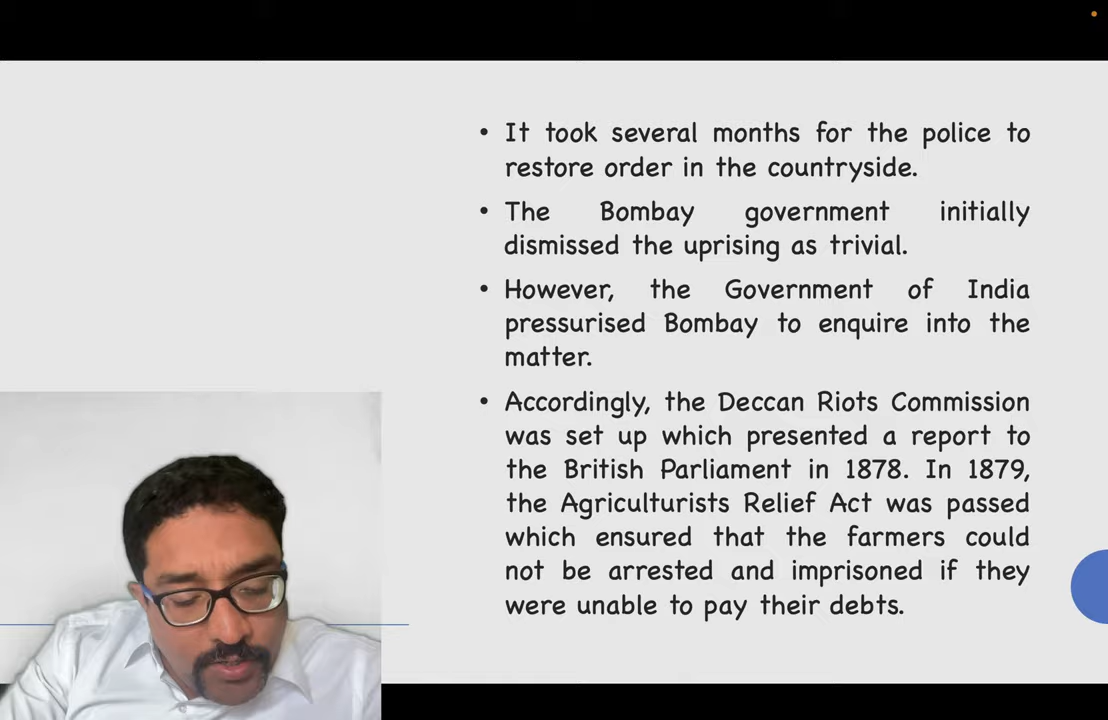 • It took several months for the police to
restore order in the countryside.
• The Bombay government initially
dismissed the uprising as trivial.
• However, the Government of India
pressurised Bombay to enquire into the
matter.
• Accordingly, the Deccan Riots Commission
was set up which presented a report to
the British Parliament in 1878. In 1879,
the Agriculturists Relief Act was passed
which ensured that the farmers could
not be arrested and imprisoned if they
were unable to pay their debts.